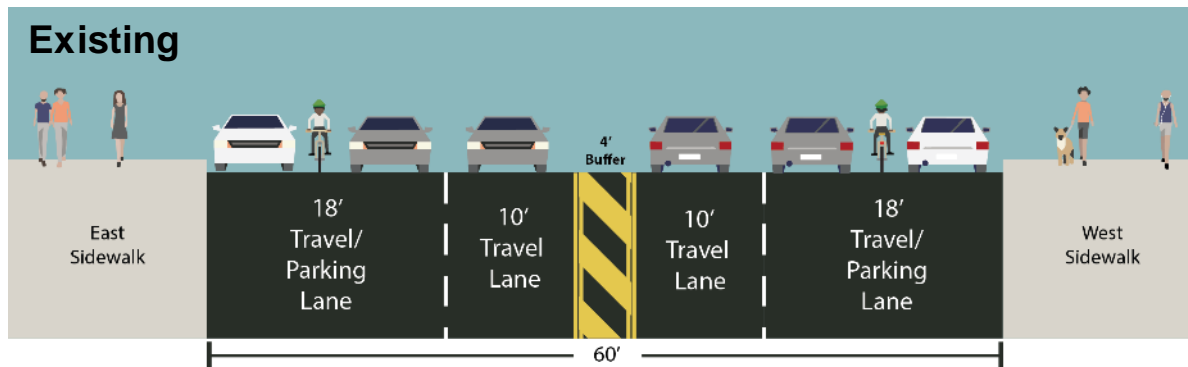 Existing
4'
Buffer
East
Sidewalk
18'
Travel/
Parking
Lane
10'
Travel
Lane
10'
Travel
Lane
18'
Travel/
Parking
Lane
West
Sidewalk
60'